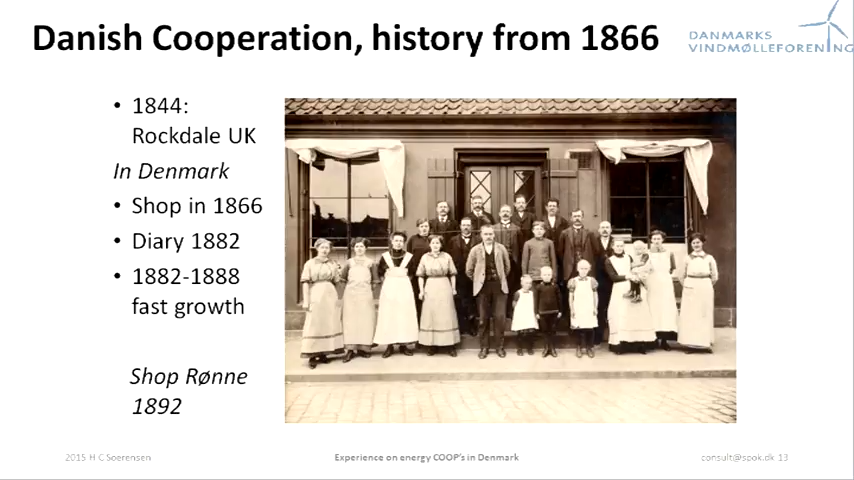 Danish Cooperation, history from 1866
DANMARKS
VINDMØLLEFORENING
• 1844:
Rockdale UK
In Denmark
• Shop in 1866
• Diary 1882
• 1882-1888
fast growth
Shop Rønne
1892
2015 H.C Soerensen
Experience on energy COOP's in Denmark
consult@spok.dk 13